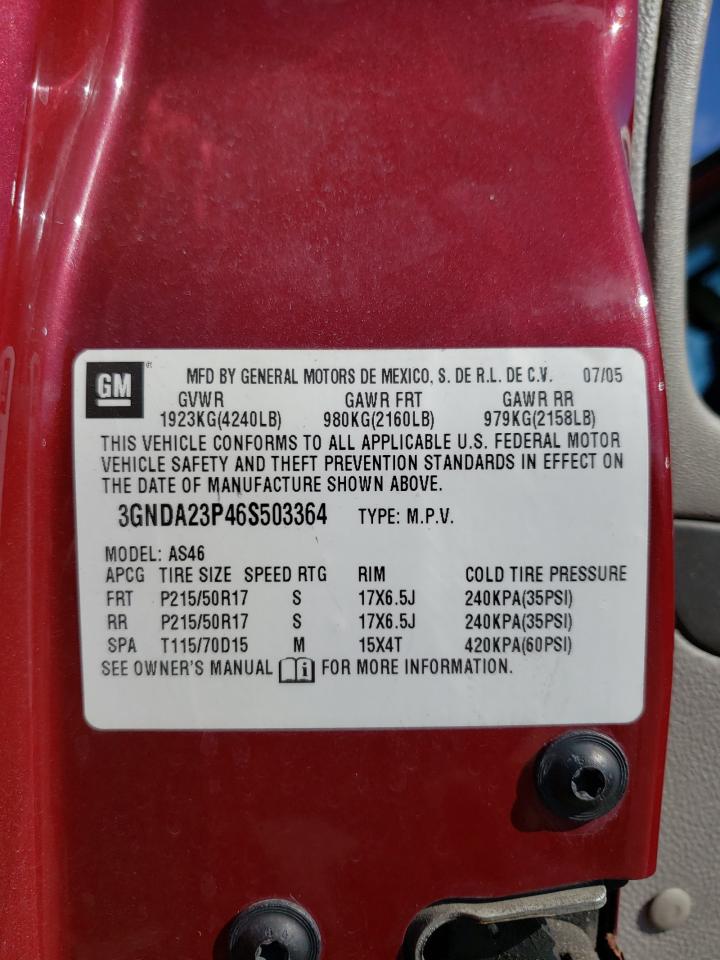 GM ® MFD BY GENERAL MOTORS DE MEXICO, S. DE R.L. DE C.V. 07/05
GVWR GAWR FRT GAWR RR
1923KG(4240LB) 980KG(2160LB) 979KG(2158LB)
THIS VEHICLE CONFORMS TO ALL APPLICABLE U.S. FEDERAL MOTOR
VEHICLE SAFETY AND THEFT PREVENTION STANDARDS IN EFFECT ON
THE DATE OF MANUFACTURE SHOWN ABOVE.
3GNDA23P46S503364 TYPE: M.P.V.
MODEL: AS46
APCG TIRE SIZE SPEED RTG RIM COLD TIRE PRESSURE
FRT P215/50R17 S 17X6.5J 240KPA(35PSI)
RR P215/50R17 S 17X6.5J 240KPA(35PSI)
SPA T115/70D15 M 15X4T 420KPA(60PSI)
SEE OWNER'S MANUAL i FOR MORE INFORMATION.